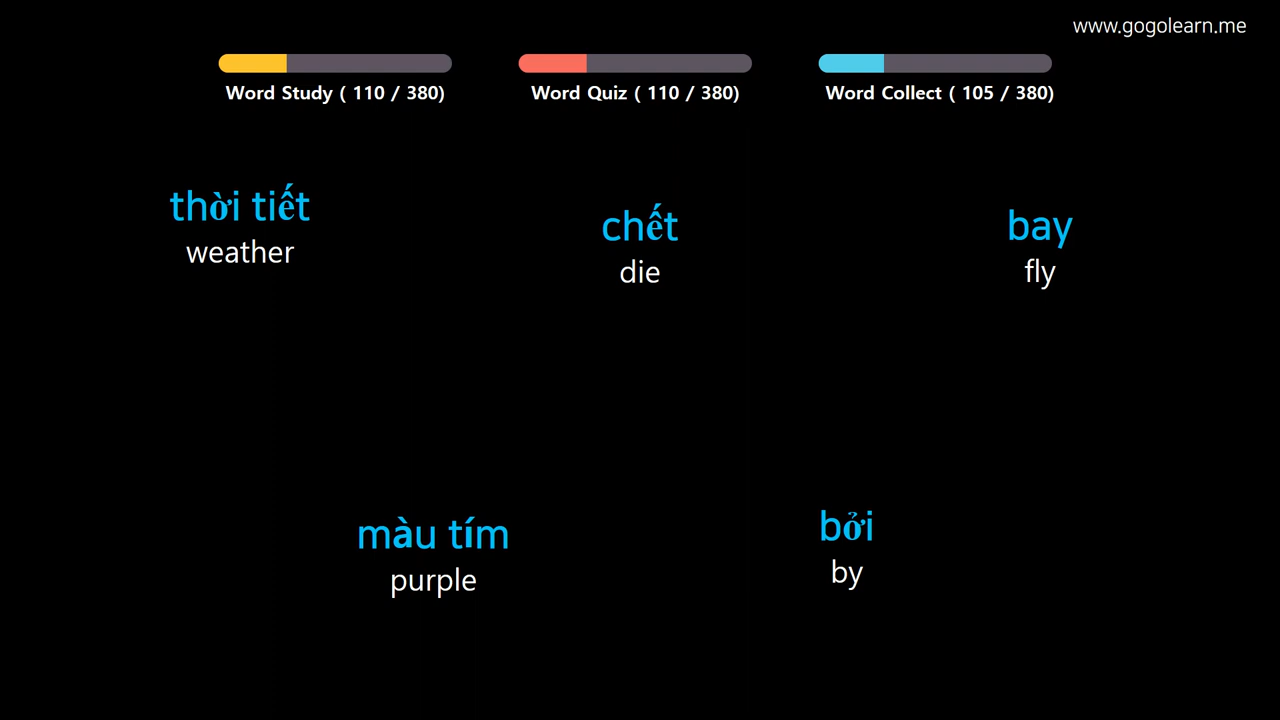 www.gogolearn.me
Word Study ( 110 / 380)
Word Quiz ( 110 / 380)
Word Collect ( 105 / 380)
thời tiết
weather
chết
die
bay
fly
màu tím
purple
bởi
by